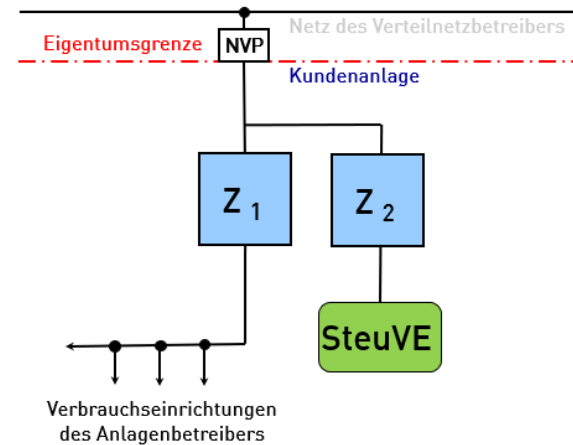 Netz des Verteilnetzbetreibers
Eigentumsgrenze
NVP
Kundenanlage
Z 1
Z 2
SteuVE
Verbrauchseinrichtungen
des Anlagenbetreibers